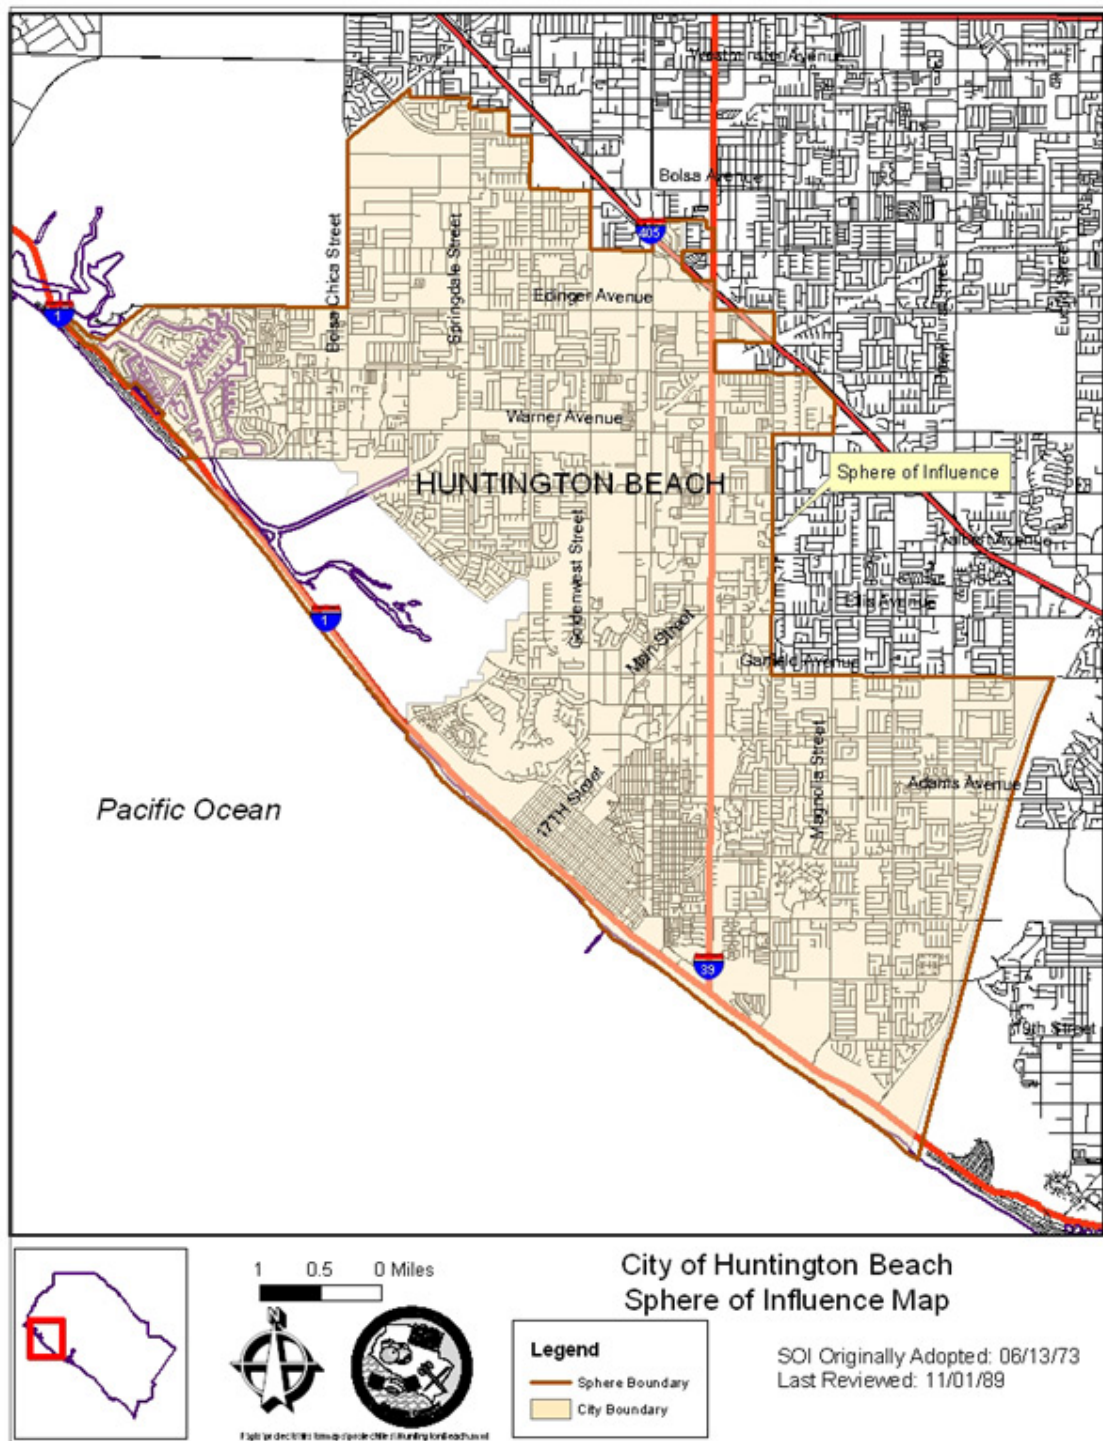 Westminster Avenue
Bolsa Avenue
405
Bolsa Chica Street
Springdale Street
Edinger Avenue
Euclid Street
1
Warner Avenue
HUNTINGTON BEACH
Sphere of Influence
Goldenwest Street
Talbert Avenue
Ellis Avenue
1
Main Street
Garfield Avenue
Magnolia Street
Adams Avenue
Pacific Ocean
17TH Street
39
19th Street
1 0.5 0 Miles
N
City of Huntington Beach
Sphere of Influence Map
Legend
Sphere Boundary
City Boundary
SOI Originally Adopted: 06/13/73
Last Reviewed: 11/01/89